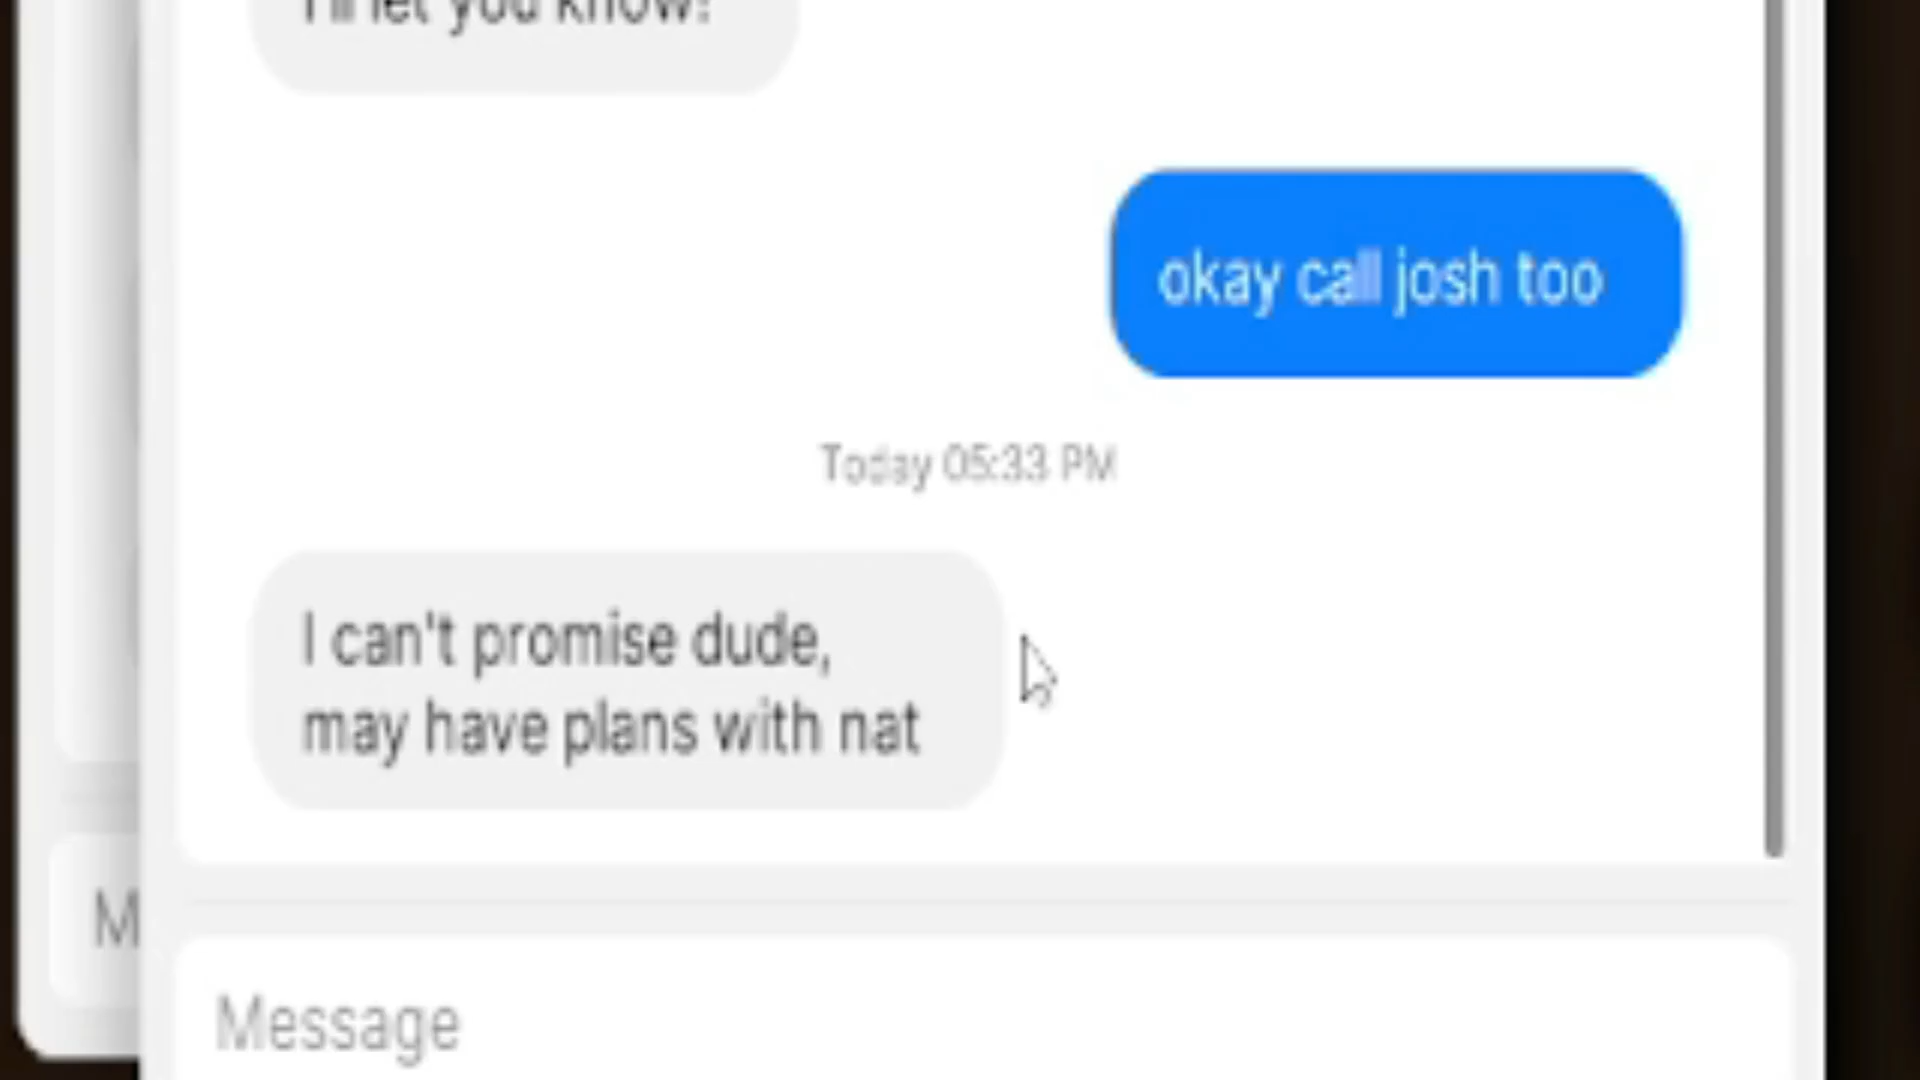 I'll let you know!
okay call josh too
Today 05:33 PM
I can't promise dude,
may have plans with nat
M
Message